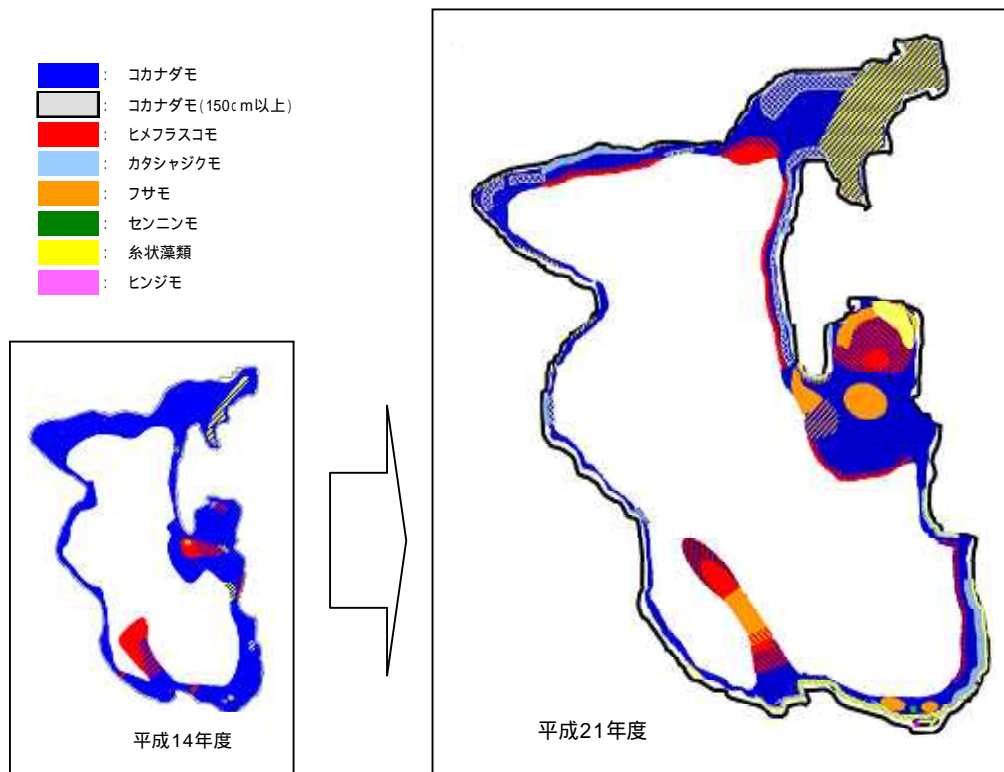 : コカナダモ
: コカナダモ(150cm以上)
: ヒメフラスコモ
: カタシャジクモ
: フサモ
: センニンモ
: 糸状藻類
: ヒンジモ
平成14年度
平成21年度